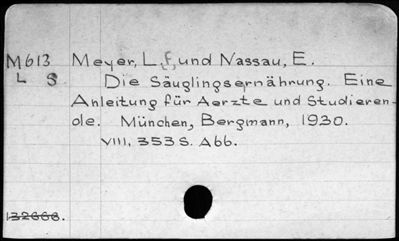 M613 Meyer, L.F., und Nassau, E.
L S Die Säuglingsernährung. Eine
Anleitung für Aerzte und Studieren-
de. München, Bergmann, 1930.
VIII, 353 S. Abb.
132668.